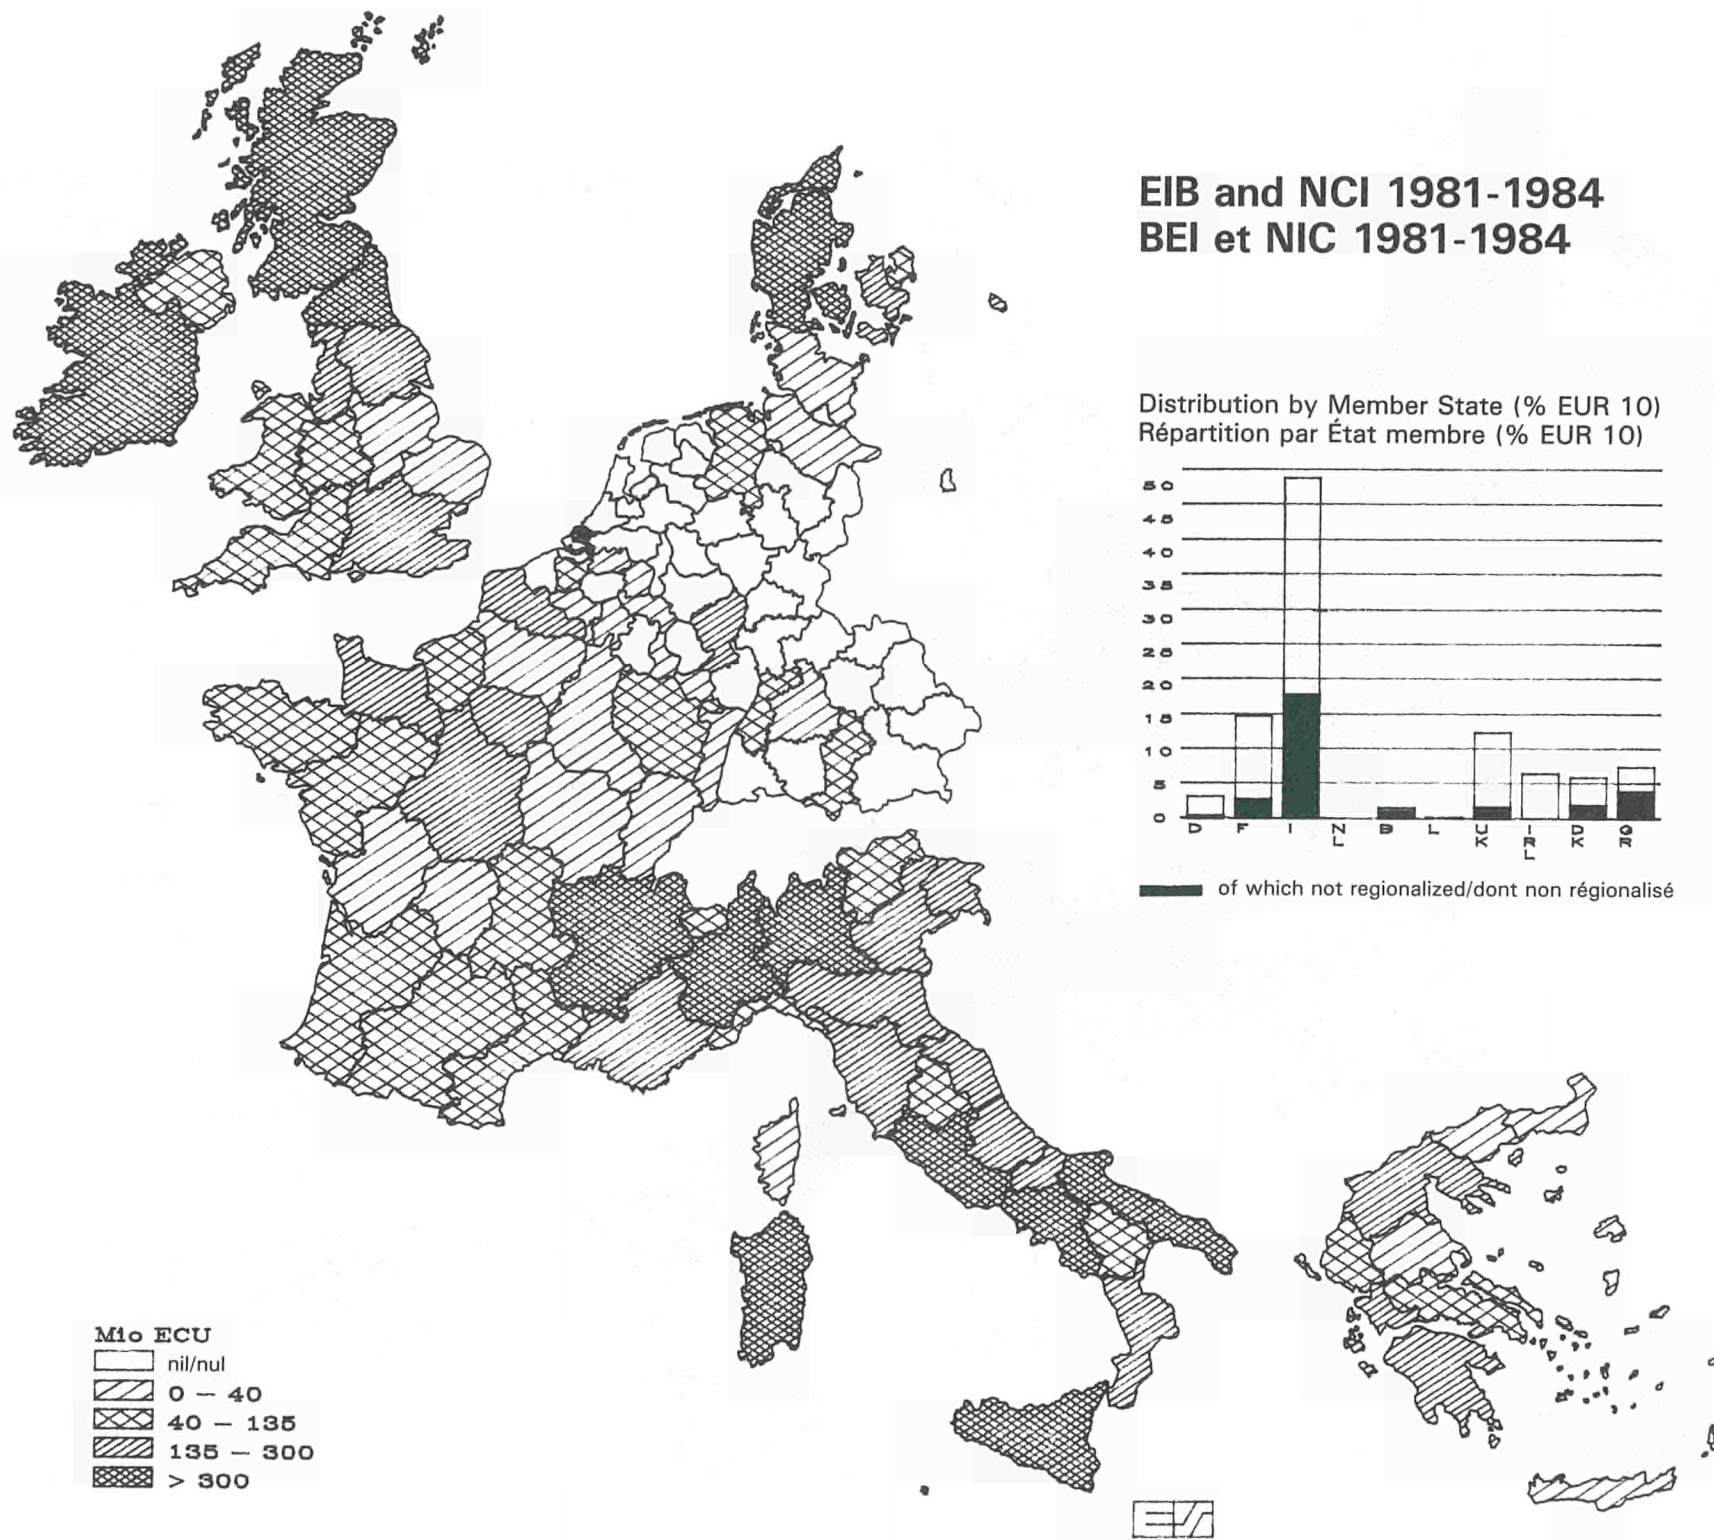 EIB and NCI 1981-1984
BEI et NIC 1981-1984
Distribution by Member State (% EUR 10)
Répartition par État membre (% EUR 10)
50
45
40
35
30
25
20
15
10
5
0
D F I NL B L UK IRL DK GR
of which not regionalized/dont non régionalisé
Mio ECU
nil/nul
0 – 40
40 – 135
135 – 300
> 300